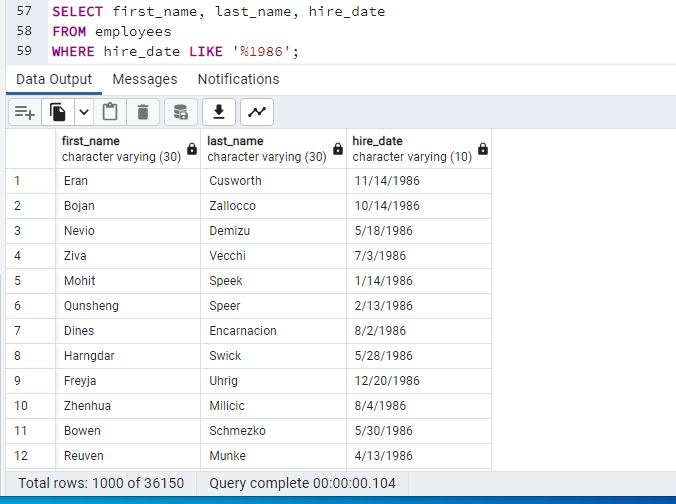 57 SELECT first_name, last_name, hire_date
58 FROM employees
59 WHERE hire_date LIKE '%1986';
Data Output Messages Notifications
first_name last_name hire_date
character varying (30) character varying (30) character varying (10)
1 Eran Cusworth 11/14/1986
2 Bojan Zallocco 10/14/1986
3 Nevio Demizu 5/18/1986
4 Ziva Vecchi 7/3/1986
5 Mohit Speek 1/14/1986
6 Qunsheng Speer 2/13/1986
7 Dines Encarnacion 8/2/1986
8 Harngdar Swick 5/28/1986
9 Freyja Uhrig 12/20/1986
10 Zhenhua Milicic 8/4/1986
11 Bowen Schmezko 5/30/1986
12 Reuven Munke 4/13/1986
Total rows: 1000 of 36150 Query complete 00:00:00.104